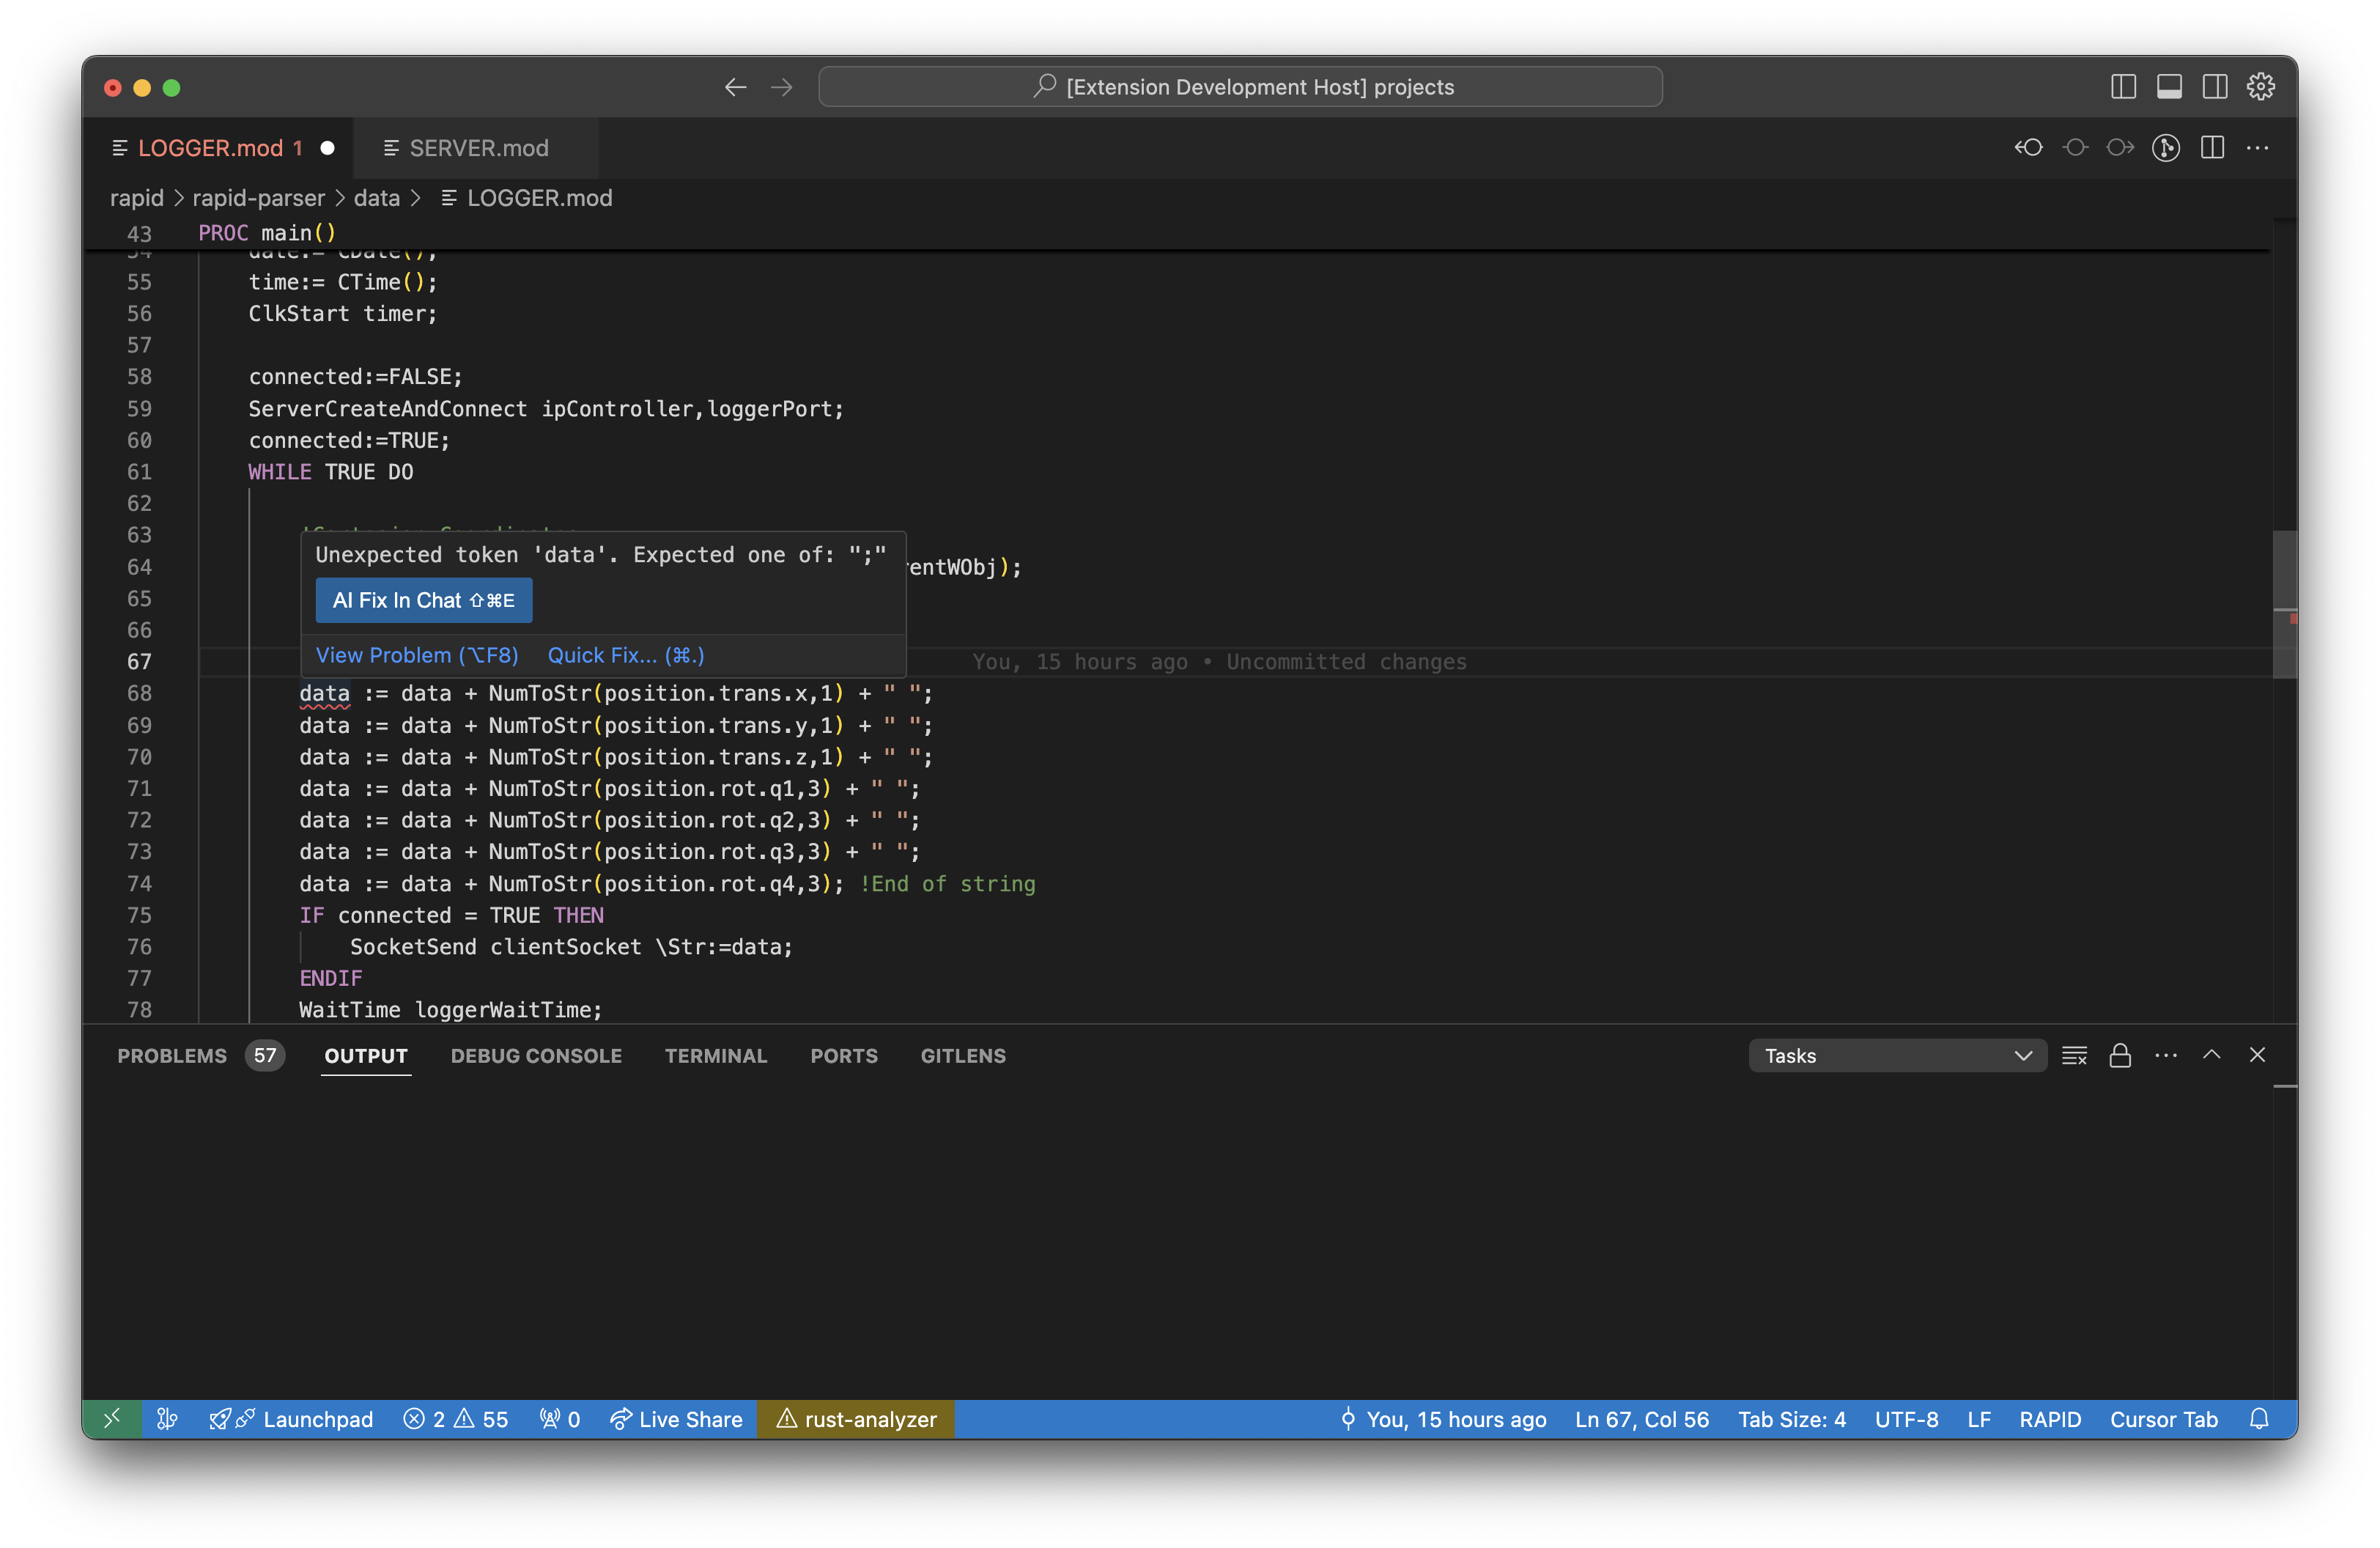 [Extension Development Host] projects
LOGGER.mod 1
SERVER.mod
rapid > rapid-parser > data > LOGGER.mod
43 PROC main()
54 date:= CDate();
55 time:= CTime();
56 ClkStart timer;
57
58 connected:=FALSE;
59 ServerCreateAndConnect ipController,loggerPort;
60 connected:=TRUE;
61 WHILE TRUE DO
62
63
Unexpected token 'data'. Expected one of: ";"
64 entWObj);
AI Fix In Chat ⇧⌘E
65
66
View Problem (⌥F8) Quick Fix... (⌘.)
67 You, 15 hours ago • Uncommitted changes
68 data := data + NumToStr(position.trans.x,1) + " ";
69 data := data + NumToStr(position.trans.y,1) + " ";
70 data := data + NumToStr(position.trans.z,1) + " ";
71 data := data + NumToStr(position.rot.q1,3) + " ";
72 data := data + NumToStr(position.rot.q2,3) + " ";
73 data := data + NumToStr(position.rot.q3,3) + " ";
74 data := data + NumToStr(position.rot.q4,3); !End of string
75 IF connected = TRUE THEN
76 SocketSend clientSocket \Str:=data;
77 ENDIF
78 WaitTime loggerWaitTime;
PROBLEMS 57 OUTPUT DEBUG CONSOLE TERMINAL PORTS GITLENS
Tasks
Launchpad 2 55 0 Live Share rust-analyzer You, 15 hours ago Ln 67, Col 56 Tab Size: 4 UTF-8 LF RAPID Cursor Tab